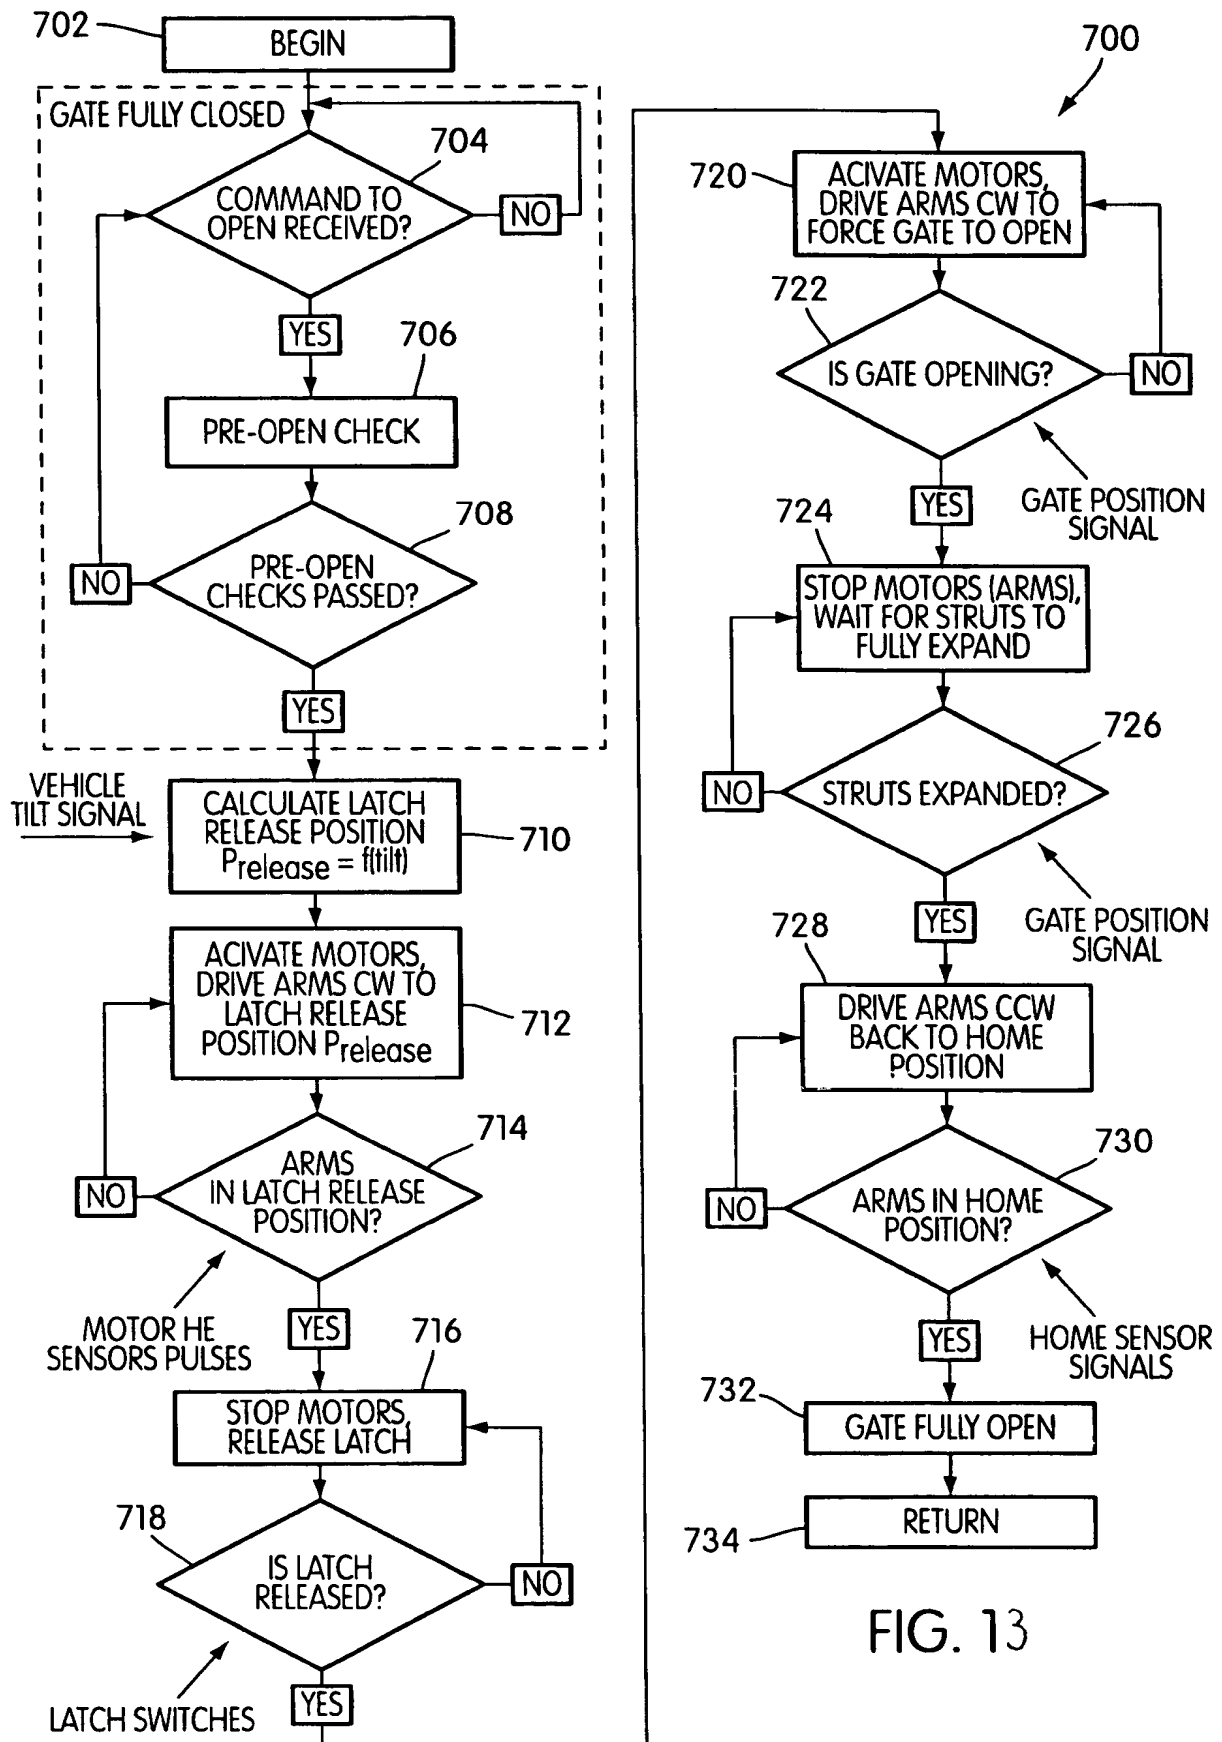 702
BEGIN
GATE FULLY CLOSED
704
COMMAND TO
OPEN RECEIVED?
NO
YES
706
PRE-OPEN CHECK
708
PRE-OPEN
CHECKS PASSED?
NO
YES
VEHICLE
TILT SIGNAL
CALCULATE LATCH
RELEASE POSITION
Prelease = f(tilt)
710
ACIVATE MOTORS,
DRIVE ARMS CW TO
LATCH RELEASE
POSITION Prelease
712
714
ARMS
IN LATCH RELEASE
POSITION?
NO
MOTOR HE
SENSORS PULSES
YES
716
STOP MOTORS,
RELEASE LATCH
718
IS LATCH
RELEASED?
NO
LATCH SWITCHES
YES
700
720
ACIVATE MOTORS,
DRIVE ARMS CW TO
FORCE GATE TO OPEN
722
IS GATE OPENING?
NO
YES
GATE POSITION
SIGNAL
724
STOP MOTORS (ARMS),
WAIT FOR STRUTS TO
FULLY EXPAND
726
STRUTS EXPANDED?
NO
YES
GATE POSITION
SIGNAL
728
DRIVE ARMS CCW
BACK TO HOME
POSITION
730
ARMS IN HOME
POSITION?
NO
YES
HOME SENSOR
SIGNALS
732
GATE FULLY OPEN
RETURN
734
FIG. 13